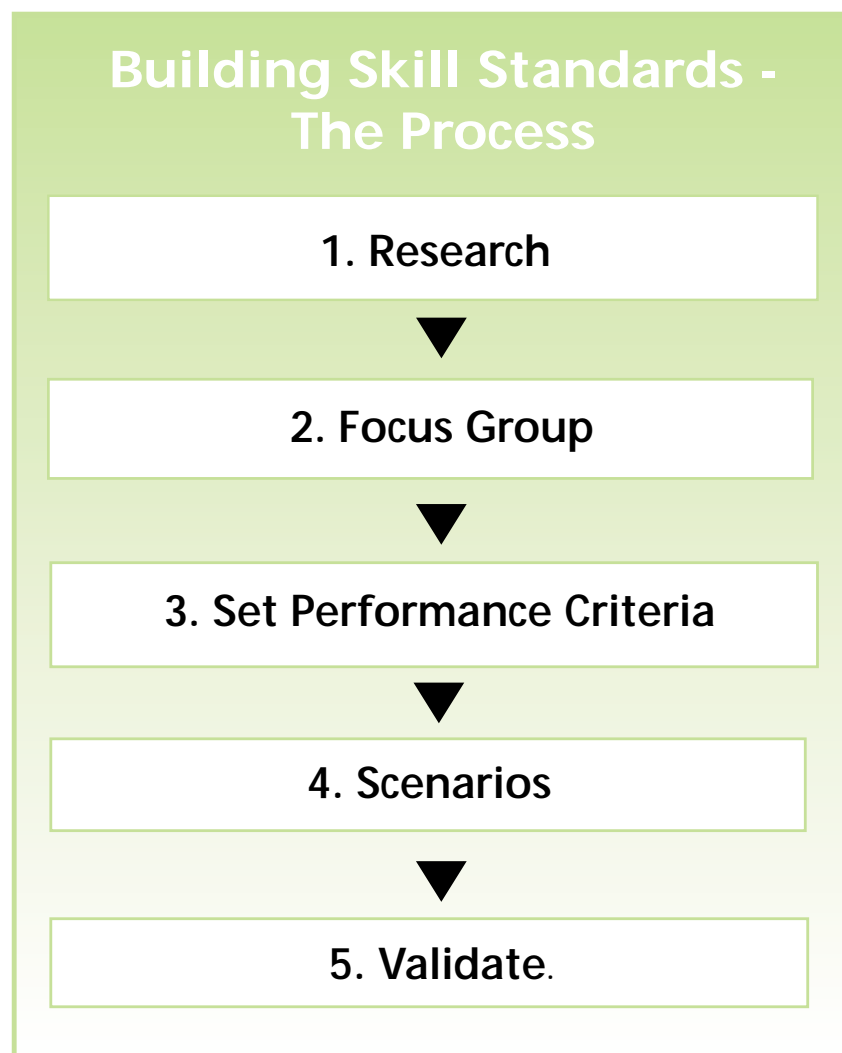 Building Skill Standards -
The Process
1. Research
2. Focus Group
3. Set Performance Criteria
4. Scenarios
5. Validate.